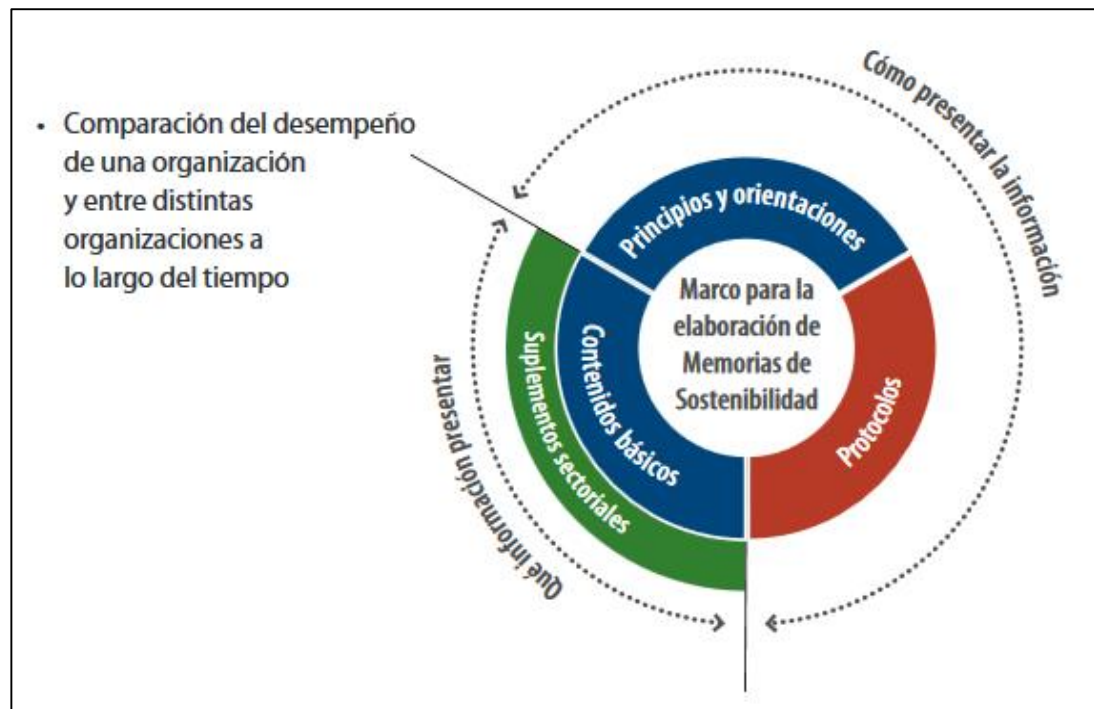 • Comparación del desempeño
de una organización
y entre distintas
organizaciones a
lo largo del tiempo
Cómo presentar la información
Principios y orientaciones
Marco para la
elaboración de
Memorias de
Sostenibilidad
Contenidos básicos
Suplementos sectoriales
Protocolos
Qué información presentar